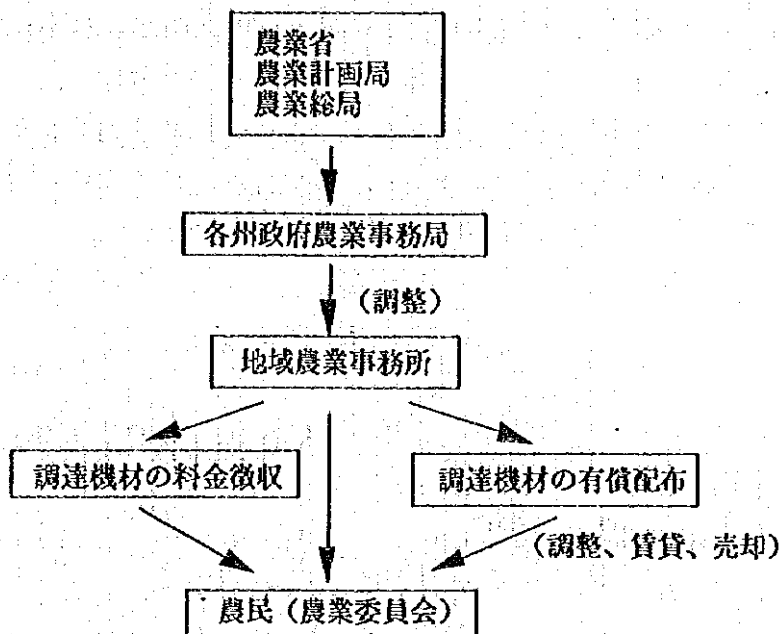 農業省
農業計画局
農業総局
各州政府農業事務局
（調整）
地域農業事務所
調達機材の料金徴収
調達機材の有償配布
（調整、賃貸、売却）
農民（農業委員会）